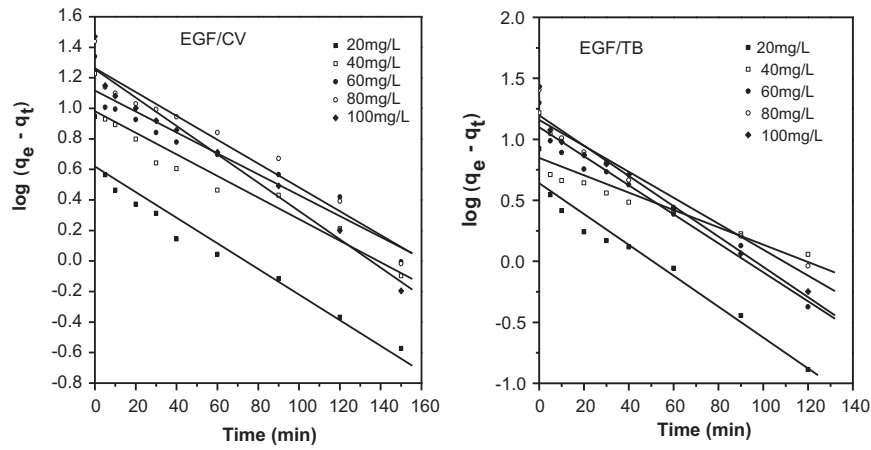 EGF/CV
20mg/L
40mg/L
60mg/L
80mg/L
100mg/L
1.6
1.4
1.2
1.0
0.8
0.6
0.4
0.2
0.0
-0.2
-0.4
-0.6
-0.8
log (qe - qt)
0 20 40 60 80 100 120 140 160
Time (min)
EGF/TB
20mg/L
40mg/L
60mg/L
80mg/L
100mg/L
2.0
1.5
1.0
0.5
0.0
-0.5
-1.0
log (qe - qt)
0 20 40 60 80 100 120 140
Time (min)